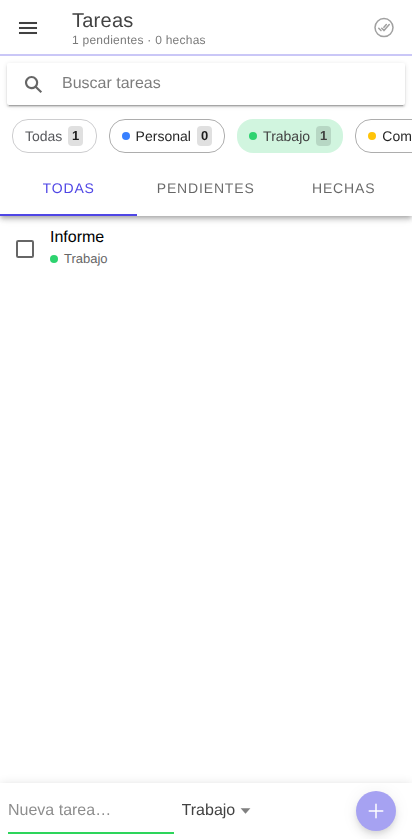 Tareas
1 pendientes · 0 hechas
Buscar tareas
Todas 1 Personal 0 Trabajo 1 Com
TODAS PENDIENTES HECHAS
Informe
Trabajo
Nueva tarea… Trabajo